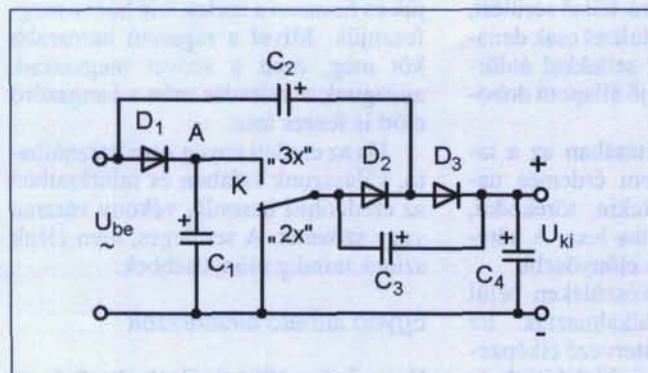 C2
D1
A
"3x"
D2
D3
+
K
Ube
~
+
C1
"2x"
+
C3
+
C4
Uki
-